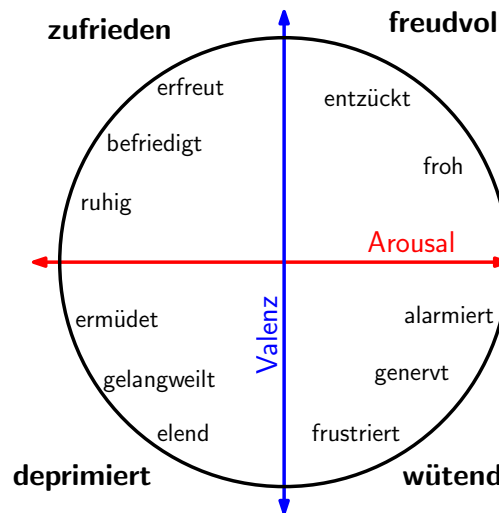 zufrieden
freudvol
erfreut
entzückt
befriedigt
froh
ruhig
Arousal
Valenz
ermüdet
alarmiert
gelangweilt
genervt
elend
frustriert
deprimiert
wütend